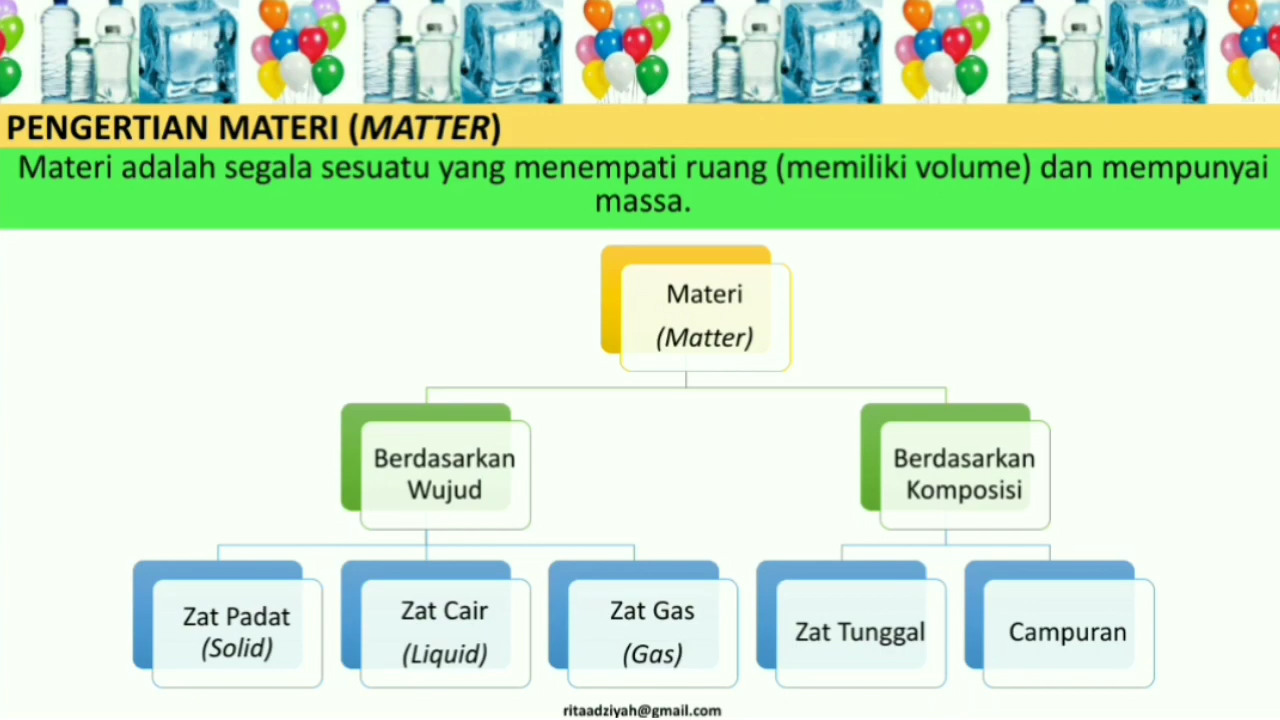 PENGERTIAN MATERI (MATTER)
Materi adalah segala sesuatu yang menempati ruang (memiliki volume) dan mempunyai
massa.
Materi
(Matter)
Berdasarkan
Wujud
Berdasarkan
Komposisi
Zat Padat
(Solid)
Zat Cair
(Liquid)
Zat Gas
(Gas)
Zat Tunggal
Campuran
ritaadziyah@gmail.com